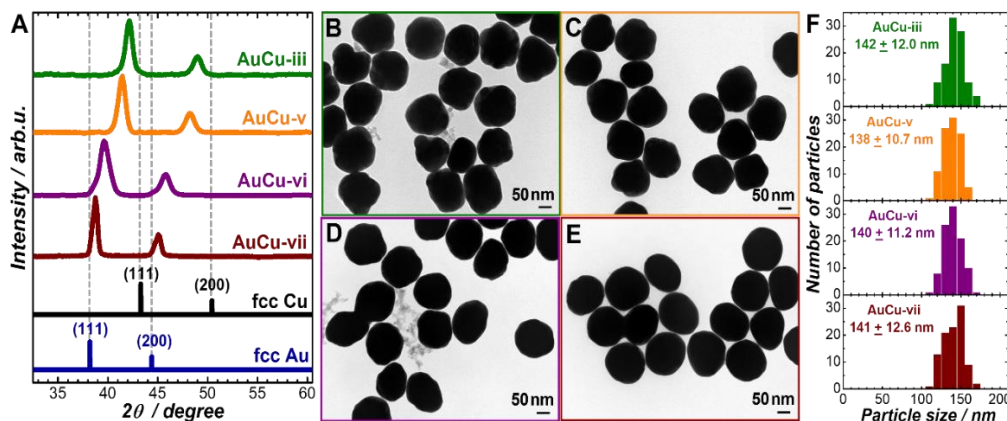 A
Intensity / arb.u.
AuCu-iii
AuCu-v
AuCu-vi
AuCu-vii
(111)
(200)
fcc Cu
(111)
(200)
fcc Au
35 40 45 50 55 60
2θ / degree
B
50 nm
C
50 nm
D
50 nm
E
50 nm
F
Number of particles
AuCu-iii
142 ± 12.0 nm
30
20
10
0
AuCu-v
138 ± 10.7 nm
30
20
10
0
AuCu-vi
140 ± 11.2 nm
30
20
10
0
AuCu-vii
141 ± 12.6 nm
30
20
10
0
0 50 100 150 200
Particle size / nm